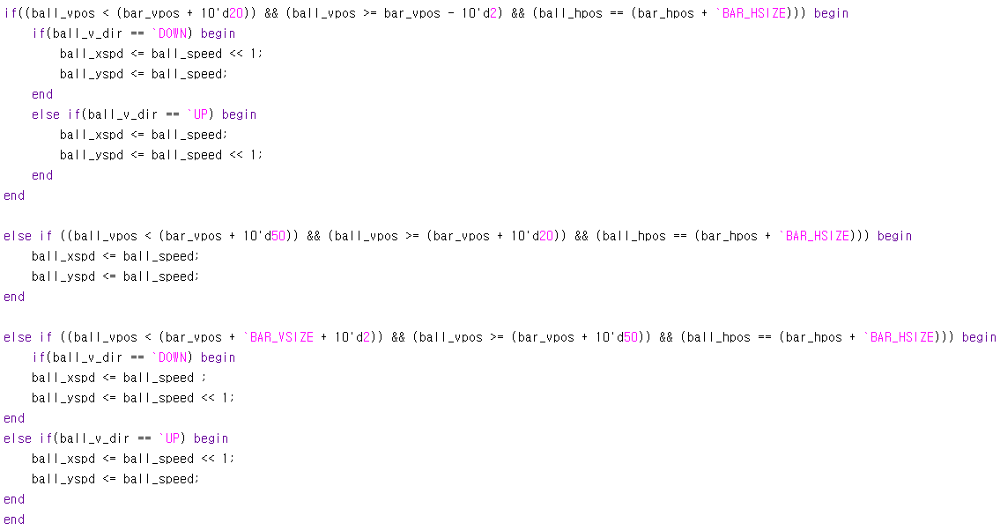 if((ball_vpos < (bar_vpos + 10'd20)) && (ball_vpos >= bar_vpos - 10'd2) && (ball_hpos == (bar_hpos + `BAR_HSIZE))) begin
    if(ball_v_dir == `DOWN) begin
        ball_xspd <= ball_speed << 1;
        ball_yspd <= ball_speed;
    end
    else if(ball_v_dir == `UP) begin
        ball_xspd <= ball_speed;
        ball_yspd <= ball_speed << 1;
    end
end

else if ((ball_vpos < (bar_vpos + 10'd50)) && (ball_vpos >= (bar_vpos + 10'd20)) && (ball_hpos == (bar_hpos + `BAR_HSIZE))) begin
    ball_xspd <= ball_speed;
    ball_yspd <= ball_speed;
end

else if ((ball_vpos < (bar_vpos + `BAR_VSIZE + 10'd2)) && (ball_vpos >= (bar_vpos + 10'd50)) && (ball_hpos == (bar_hpos + `BAR_HSIZE))) begin
    if(ball_v_dir == `DOWN) begin
    ball_xspd <= ball_speed ;
    ball_yspd <= ball_speed << 1;
end
else if(ball_v_dir == `UP) begin
    ball_xspd <= ball_speed << 1;
    ball_yspd <= ball_speed;
end
end